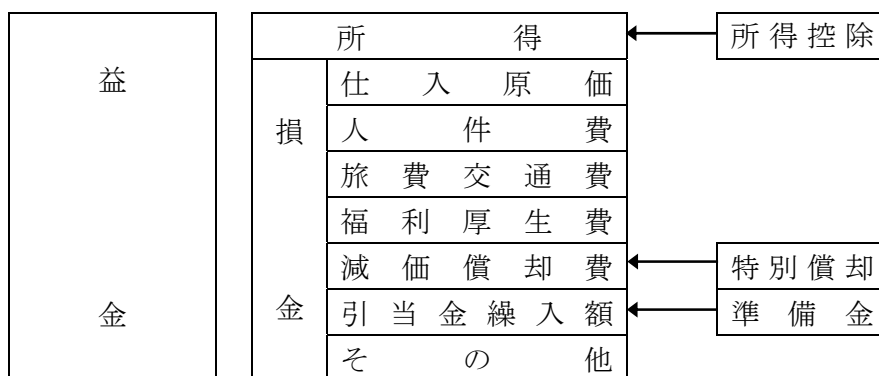 益金
所得
損金
仕入原価
人件費
旅費交通費
福利厚生費
減価償却費
引当金繰入額
その他
所得控除
特別償却
準備金